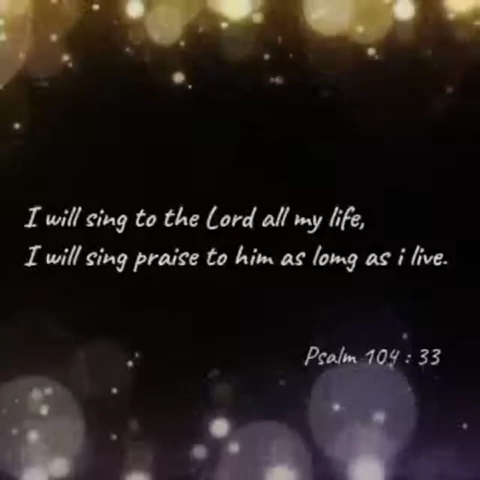 I will sing to the Lord all my life,
I will sing praise to him as lomg as i live.
Psalm 104 : 33